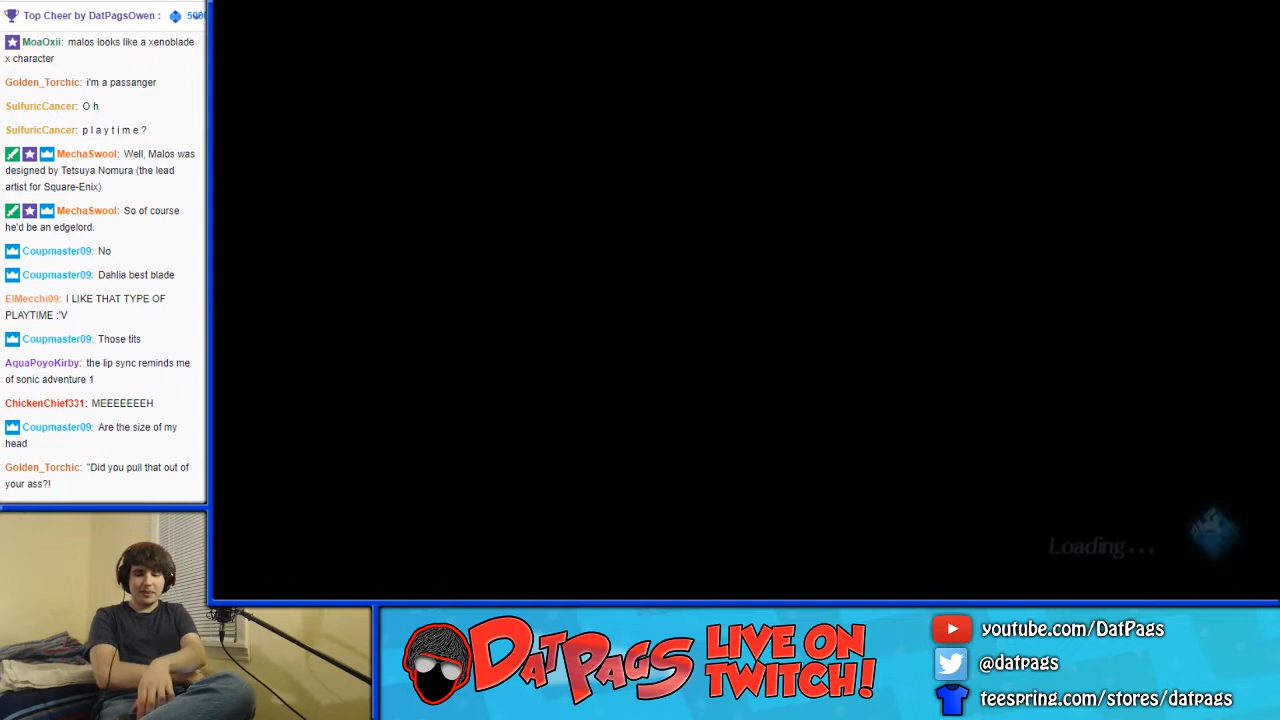 Top Cheer by DatPagsOwen :
MoaOxii: malos looks like a xenoblade
x character
Golden_Torchic: i'm a passanger
SulfuricCancer: O h
SulfuricCancer: p l a y t i m e ?
MechaSwool: Well, Malos was
designed by Tetsuya Nomura (the lead
artist for Square-Enix)
MechaSwool: So of course
he'd be an edgelord.
Coupmaster09: No
Coupmaster09: Dahlia best blade
ElMecchi09: I LIKE THAT TYPE OF
PLAYTIME :'V
Coupmaster09: Those tits
AquaPoyoKirby: the lip sync reminds me
of sonic adventure 1
ChickenChief331: MEEEEEEEH
Coupmaster09: Are the size of my
head
Golden_Torchic: "Did you pull that out of
your ass?!
Loading...
DATPAGS LIVE ON
TWITCH!
youtube.com/DatPags
@datpags
teespring.com/stores/datpags